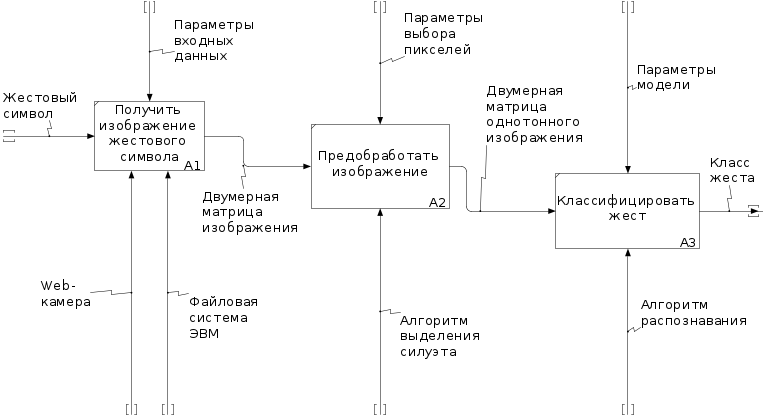 Параметры
входных
данных
Параметры
выбора
пикселей
Параметры
модели
Жестовый
символ
Получить
изображение
жестового
символа
A1
Двумерная
матрица
изображения
Предобработать
изображение
A2
Двумерная
матрица
однотонного
изображения
Классифицировать
жест
A3
Класс
жеста
Web-
камера
Файловая
система
ЭВМ
Алгоритм
выделения
силуэта
Алгоритм
распознавания